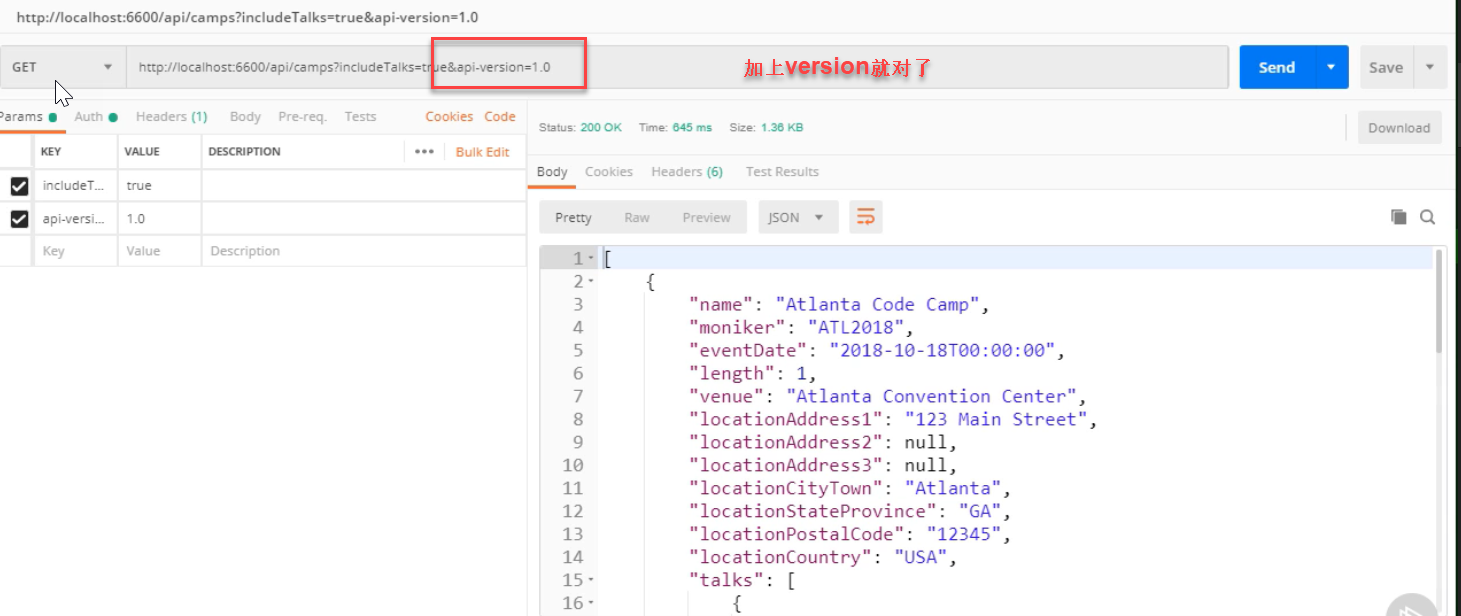 http://localhost:6600/api/camps?includeTalks=true&api-version=1.0
GET http://localhost:6600/api/camps?includeTalks=true&api-version=1.0 加上version就对了 Send Save
Params Auth Headers (1) Body Pre-req. Tests Cookies Code
Status: 200 OK Time: 645 ms Size: 1.36 KB Download
KEY VALUE DESCRIPTION ••• Bulk Edit
includeT... true
api-versi... 1.0
Key Value Description
Body Cookies Headers (6) Test Results
Pretty Raw Preview JSON
1 [
2 {
3 "name": "Atlanta Code Camp",
4 "moniker": "ATL2018",
5 "eventDate": "2018-10-18T00:00:00",
6 "length": 1,
7 "venue": "Atlanta Convention Center",
8 "locationAddress1": "123 Main Street",
9 "locationAddress2": null,
10 "locationAddress3": null,
11 "locationCityTown": "Atlanta",
12 "locationStateProvince": "GA",
13 "locationPostalCode": "12345",
14 "locationCountry": "USA",
15 "talks": [
16 {